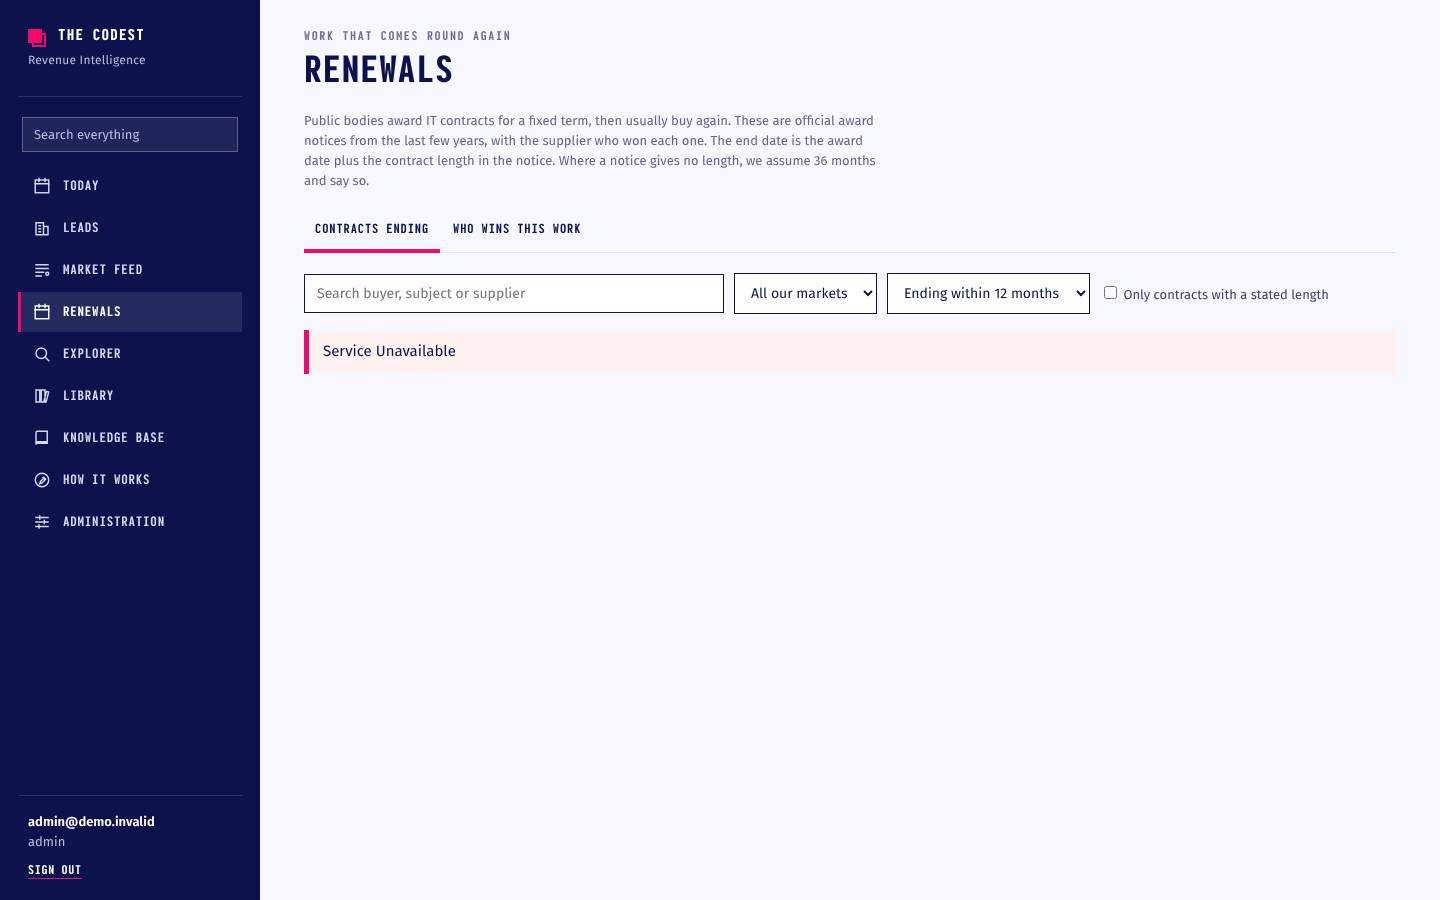 THE CODEST
Revenue Intelligence
Search everything
TODAY
LEADS
MARKET FEED
RENEWALS
EXPLORER
LIBRARY
KNOWLEDGE BASE
HOW IT WORKS
ADMINISTRATION
admin@demo.invalid
admin
SIGN OUT
WORK THAT COMES ROUND AGAIN
RENEWALS
Public bodies award IT contracts for a fixed term, then usually buy again. These are official award
notices from the last few years, with the supplier who won each one. The end date is the award
date plus the contract length in the notice. Where a notice gives no length, we assume 36 months
and say so.
CONTRACTS ENDING WHO WINS THIS WORK
Search buyer, subject or supplier All our markets Ending within 12 months Only contracts with a stated length
Service Unavailable